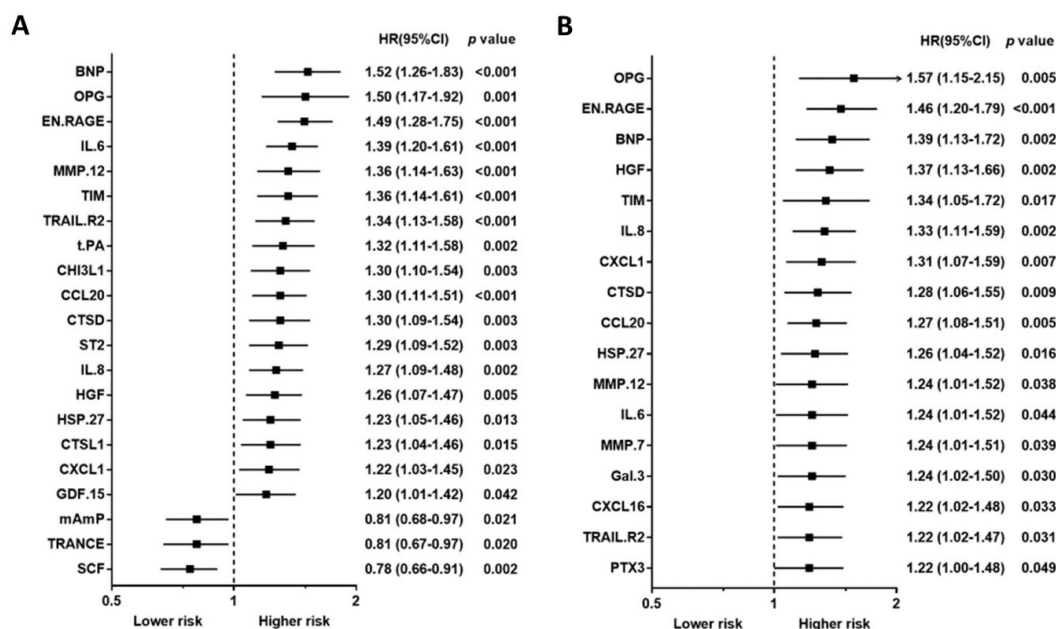 A
HR(95%CI) p value
BNP 1.52 (1.26-1.83) <0.001
OPG 1.50 (1.17-1.92) 0.001
EN.RAGE 1.49 (1.28-1.75) <0.001
IL.6 1.39 (1.20-1.61) <0.001
MMP.12 1.36 (1.14-1.63) <0.001
TIM 1.36 (1.14-1.61) <0.001
TRAIL.R2 1.34 (1.13-1.58) <0.001
t.PA 1.32 (1.11-1.58) 0.002
CHI3L1 1.30 (1.10-1.54) 0.003
CCL20 1.30 (1.11-1.51) <0.001
CTSD 1.30 (1.09-1.54) 0.003
ST2 1.29 (1.09-1.52) 0.003
IL.8 1.27 (1.09-1.48) 0.002
HGF 1.26 (1.07-1.47) 0.005
HSP.27 1.23 (1.05-1.46) 0.013
CTSL1 1.23 (1.04-1.46) 0.015
CXCL1 1.22 (1.03-1.45) 0.023
GDF.15 1.20 (1.01-1.42) 0.042
mAmP 0.81 (0.68-0.97) 0.021
TRANCE 0.81 (0.67-0.97) 0.020
SCF 0.78 (0.66-0.91) 0.002
0.5 1 2
Lower risk Higher risk
B
HR(95%CI) p value
OPG 1.57 (1.15-2.15) 0.005
EN.RAGE 1.46 (1.20-1.79) <0.001
BNP 1.39 (1.13-1.72) 0.002
HGF 1.37 (1.13-1.66) 0.002
TIM 1.34 (1.05-1.72) 0.017
IL.8 1.33 (1.11-1.59) 0.002
CXCL1 1.31 (1.07-1.59) 0.007
CTSD 1.28 (1.06-1.55) 0.009
CCL20 1.27 (1.08-1.51) 0.005
HSP.27 1.26 (1.04-1.52) 0.016
MMP.12 1.24 (1.01-1.52) 0.038
IL.6 1.24 (1.01-1.52) 0.044
MMP.7 1.24 (1.01-1.51) 0.039
Gal.3 1.24 (1.02-1.50) 0.030
CXCL16 1.22 (1.02-1.48) 0.033
TRAIL.R2 1.22 (1.02-1.47) 0.031
PTX3 1.22 (1.00-1.48) 0.049
0.5 1 2
Lower risk Higher risk